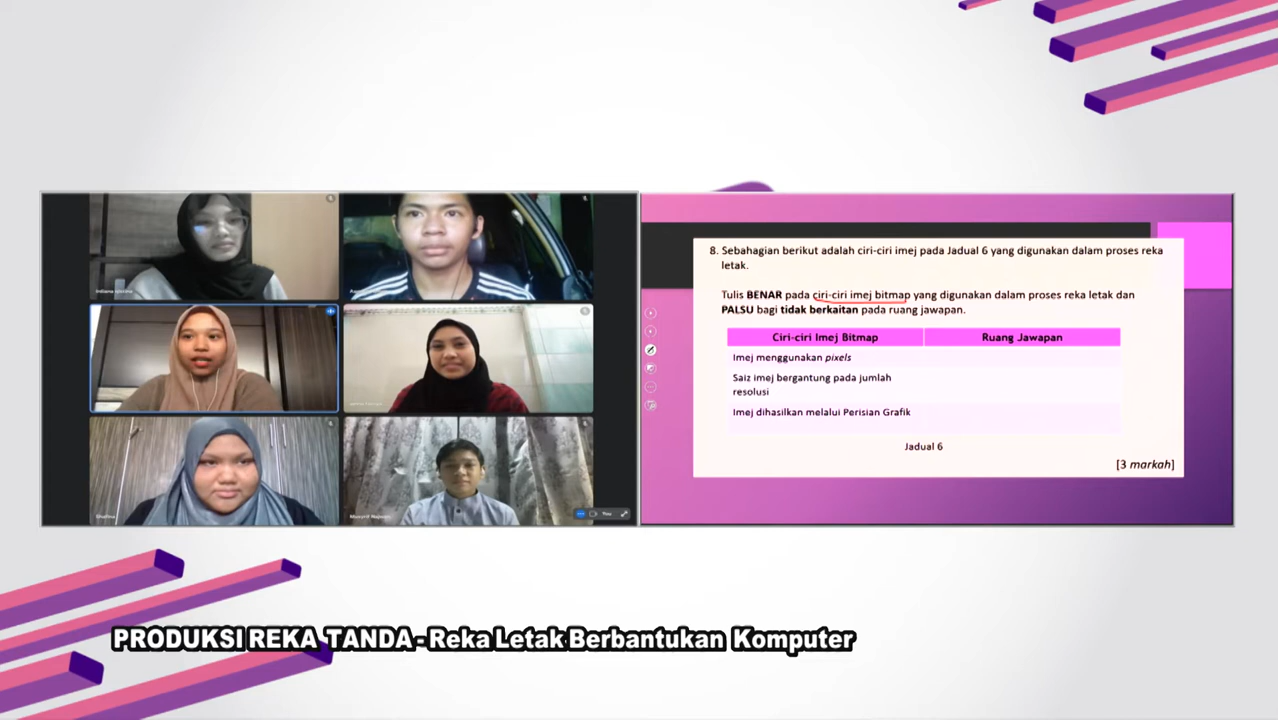 8. Sebahagian berikut adalah ciri-ciri imej pada Jadual 6 yang digunakan dalam proses reka
letak.
Tulis BENAR pada ciri-ciri imej bitmap yang digunakan dalam proses reka letak dan
PALSU bagi tidak berkaitan pada ruang jawapan.
Ciri-ciri Imej Bitmap
Ruang Jawapan
Imej menggunakan pixels
Saiz imej bergantung pada jumlah
resolusi
Imej dihasilkan melalui Perisian Grafik
Jadual 6
[3 markah]
You
PRODUKSI REKA TANDA - Reka Letak Berbantukan Komputer